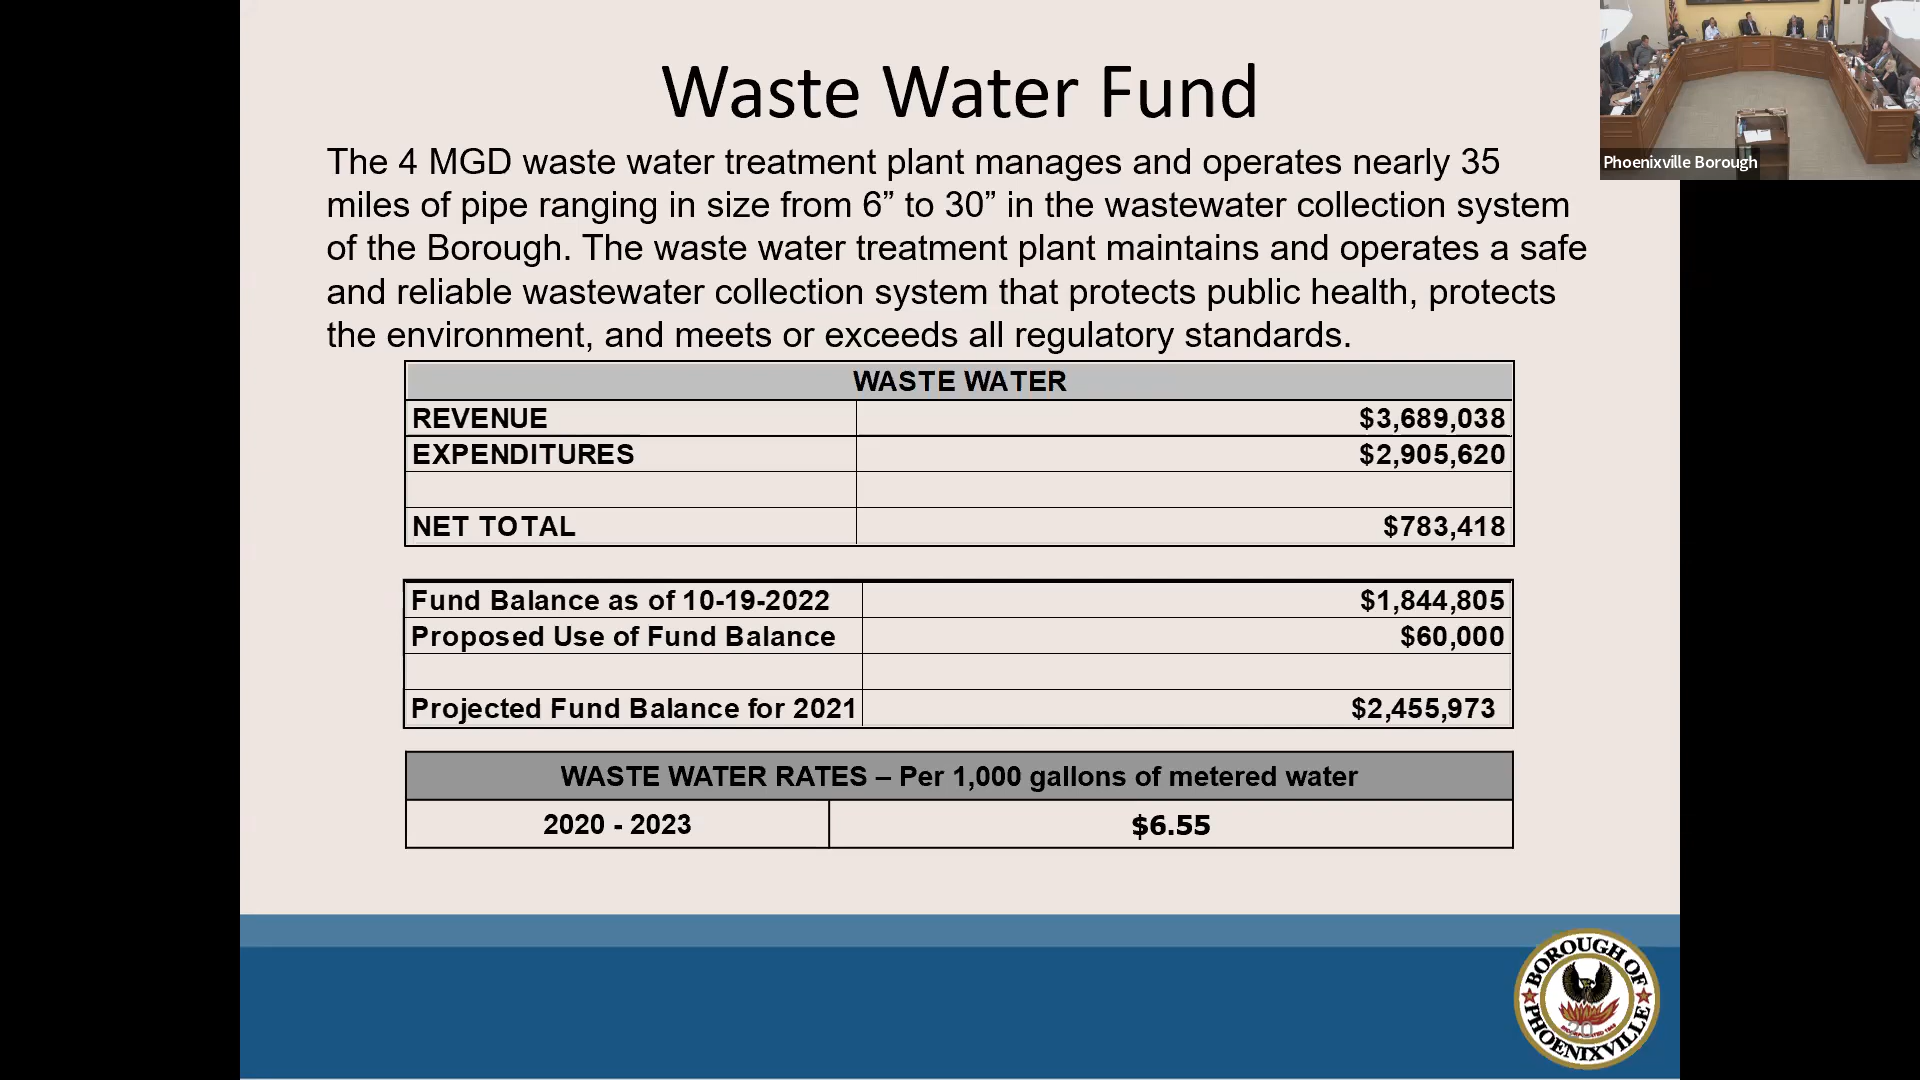 Waste Water Fund
The 4 MGD waste water treatment plant manages and operates nearly 35
miles of pipe ranging in size from 6” to 30” in the wastewater collection system
of the Borough. The waste water treatment plant maintains and operates a safe
and reliable wastewater collection system that protects public health, protects
the environment, and meets or exceeds all regulatory standards.
Phoenixville Borough
WASTE WATER
REVENUE $3,689,038
EXPENDITURES $2,905,620
NET TOTAL $783,418
Fund Balance as of 10-19-2022 $1,844,805
Proposed Use of Fund Balance $60,000
Projected Fund Balance for 2021 $2,455,973
WASTE WATER RATES – Per 1,000 gallons of metered water
2020 - 2023 $6.55
BOROUGH OF
PHOENIXVILLE
20